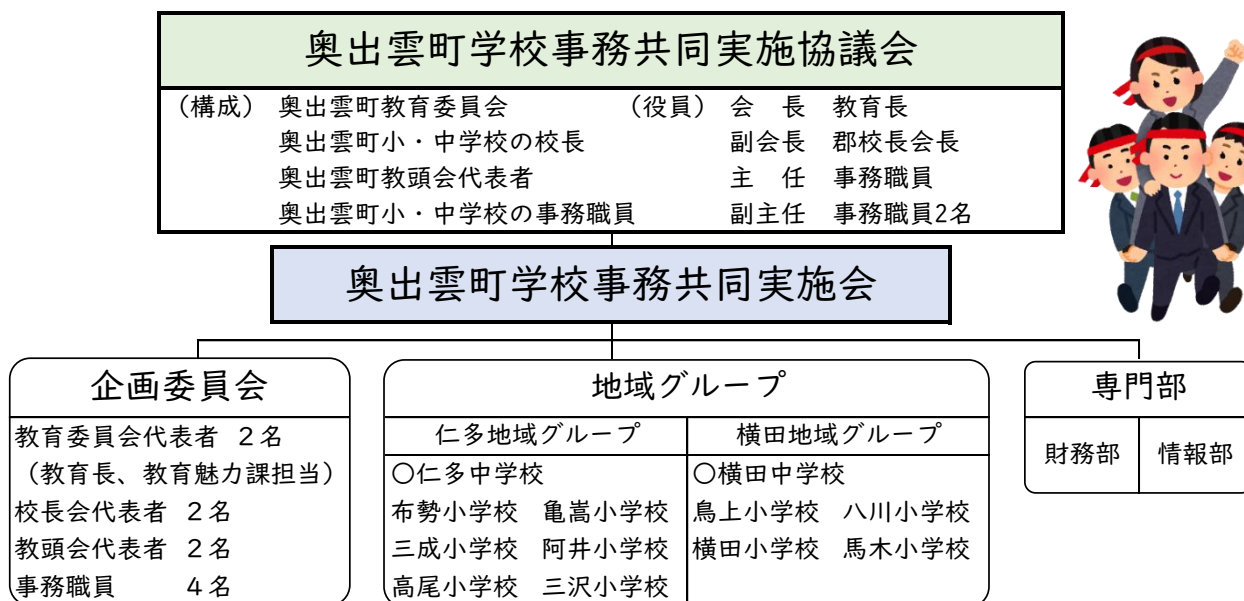 奥出雲町学校事務共同実施協議会
（構成） 奥出雲町教育委員会 （役員） 会　長 教育長
奥出雲町小・中学校の校長 副会長 郡校長会長
奥出雲町教頭会代表者 主　任 事務職員
奥出雲町小・中学校の事務職員 副主任 事務職員2名
奥出雲町学校事務共同実施会
企画委員会
教育委員会代表者 2名
（教育長、教育魅力課担当）
校長会代表者 2名
教頭会代表者 2名
事務職員 4名
地域グループ
仁多地域グループ
〇仁多中学校
布勢小学校 亀嵩小学校
三成小学校 阿井小学校
高尾小学校 三沢小学校
横田地域グループ
〇横田中学校
鳥上小学校 八川小学校
横田小学校 馬木小学校
専門部
財務部 情報部